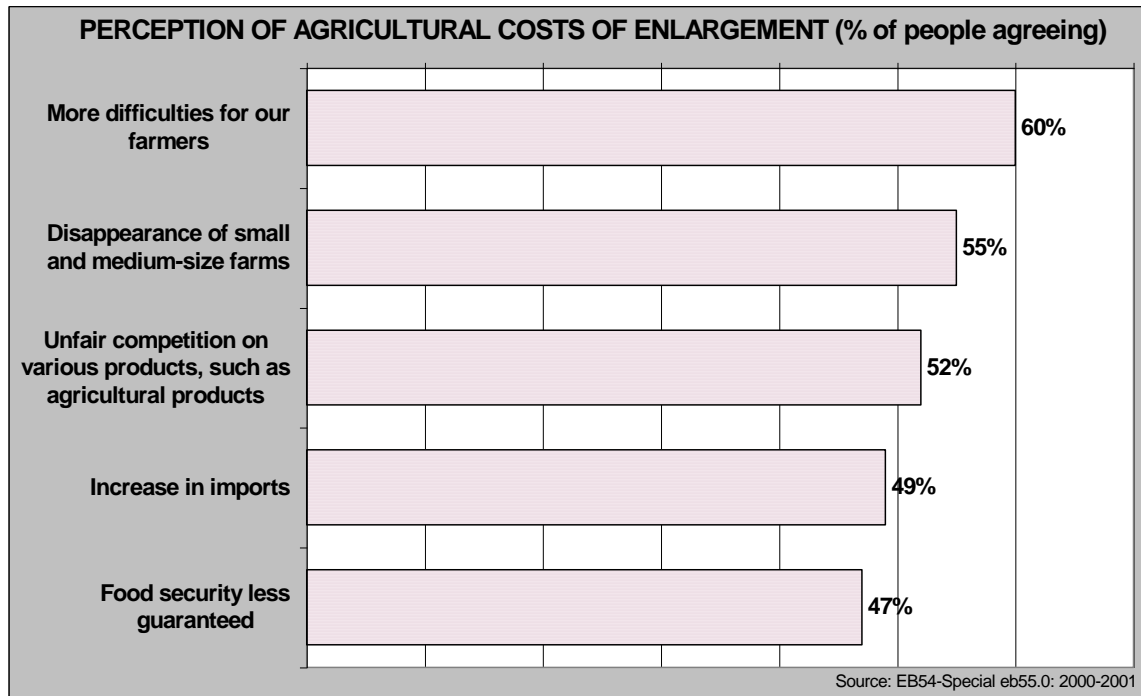 PERCEPTION OF AGRICULTURAL COSTS OF ENLARGEMENT (% of people agreeing)
More difficulties for our
farmers
60%
Disappearance of small
and medium-size farms
55%
Unfair competition on
various products, such as
agricultural products
52%
Increase in imports
49%
Food security less
guaranteed
47%
Source: EB54-Special eb55.0: 2000-2001